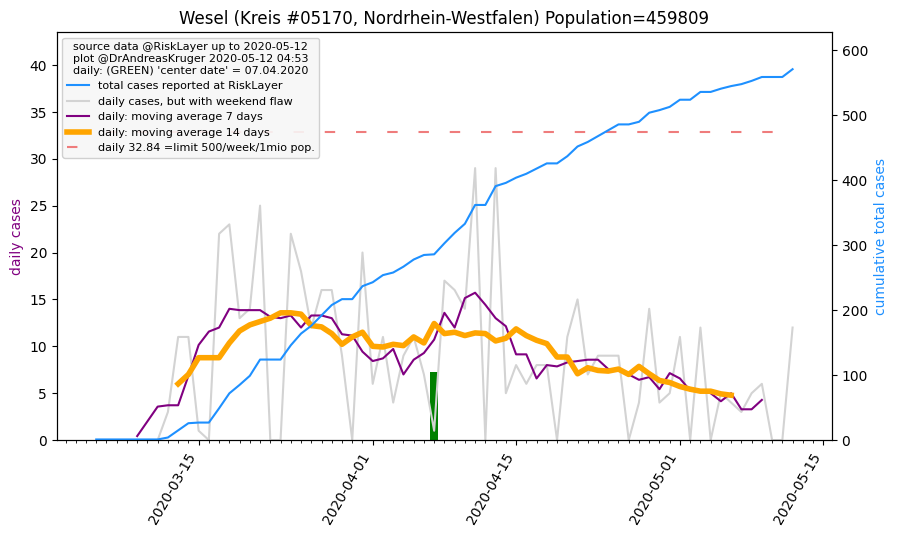 Wesel (Kreis #05170, Nordrhein-Westfalen) Population=459809
source data @RiskLayer up to 2020-05-12
plot @DrAndreasKruger 2020-05-12 04:53
daily: (GREEN) 'center date' = 07.04.2020
total cases reported at RiskLayer
daily cases, but with weekend flaw
daily: moving average 7 days
daily: moving average 14 days
daily 32.84 =limit 500/week/1mio pop.
daily cases
40
35
30
25
20
15
10
5
0
cumulative total cases
600
500
400
300
200
100
0
2020-03-15
2020-04-01
2020-04-15
2020-05-01
2020-05-15